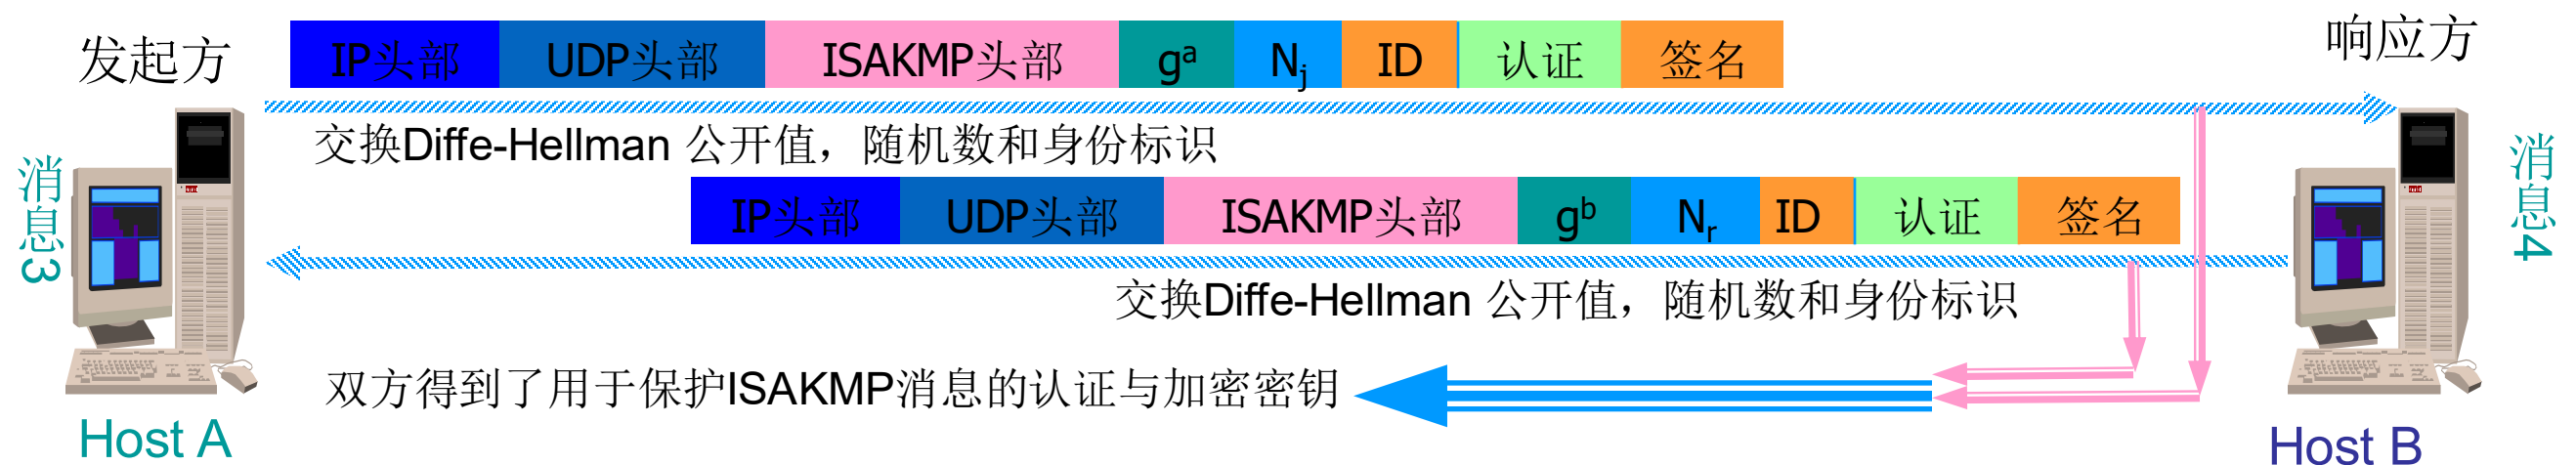 发起方
IP头部 UDP头部 ISAKMP头部 gᵃ Nj ID 认证 签名
响应方
消息3
交换Diffe-Hellman 公开值，随机数和身份标识
消息4
IP头部 UDP头部 ISAKMP头部 gᵇ Nr ID 认证 签名
交换Diffe-Hellman 公开值，随机数和身份标识
双方得到了用于保护ISAKMP消息的认证与加密密钥
Host A
Host B